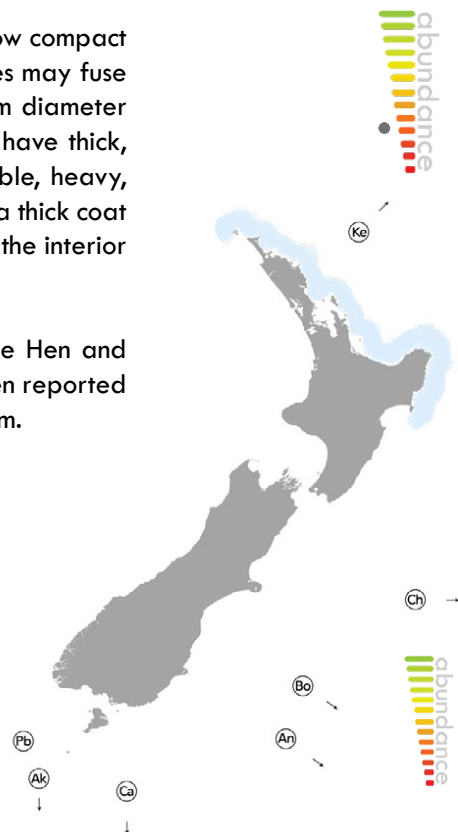 ow compact
es may fuse
m diameter
have thick,
ble, heavy,
a thick coat
the interior
e Hen and
en reported
m.
abundance
Ke
Ch
Bo
An
Pb
Ak
Ca
abundance